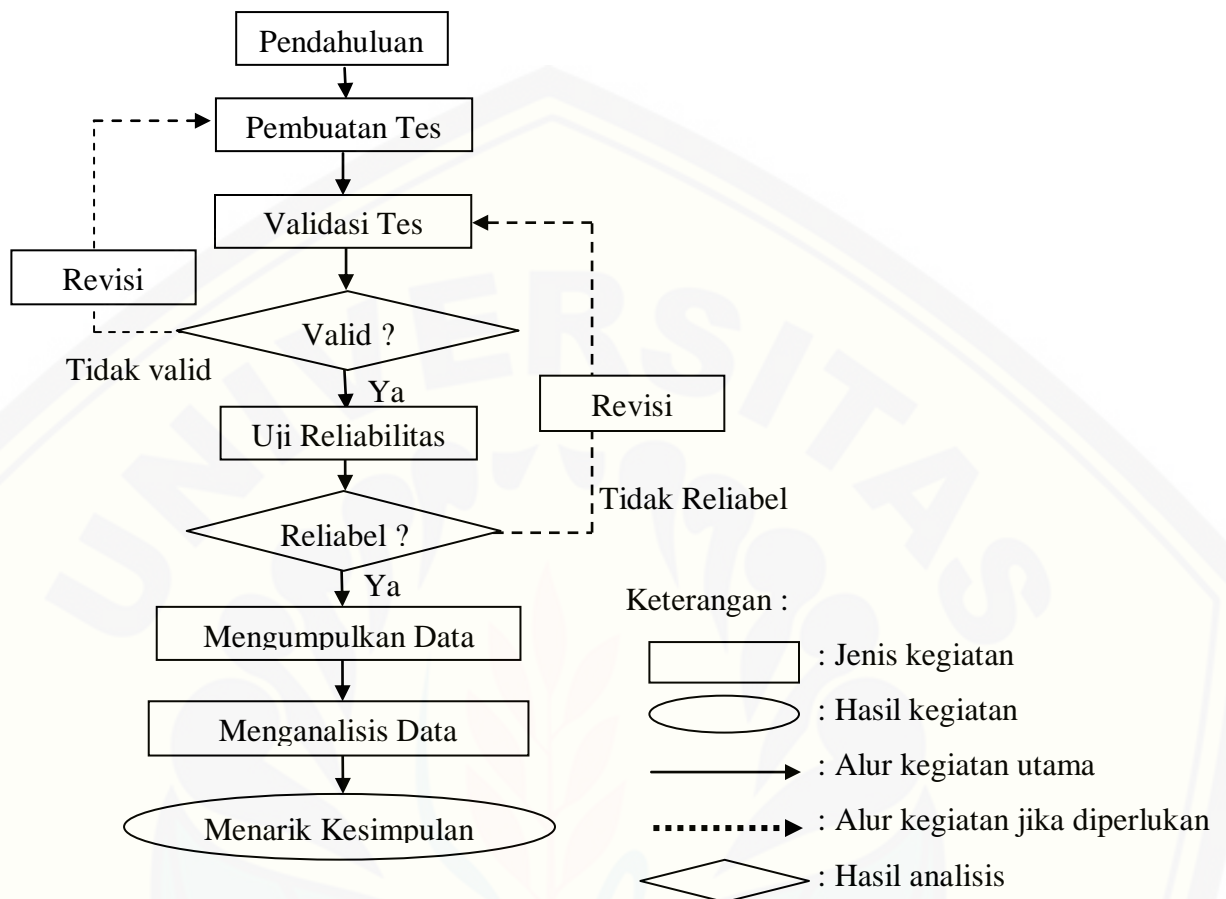 Pendahuluan
Pembuatan Tes
Validasi Tes
Revisi
Valid ?
Tidak valid
Ya
Revisi
Uji Reliabilitas
Tidak Reliabel
Reliabel ?
Ya
Mengumpulkan Data
Menganalisis Data
Menarik Kesimpulan
Keterangan :
: Jenis kegiatan
: Hasil kegiatan
: Alur kegiatan utama
: Alur kegiatan jika diperlukan
: Hasil analisis
UNIVERSITAS